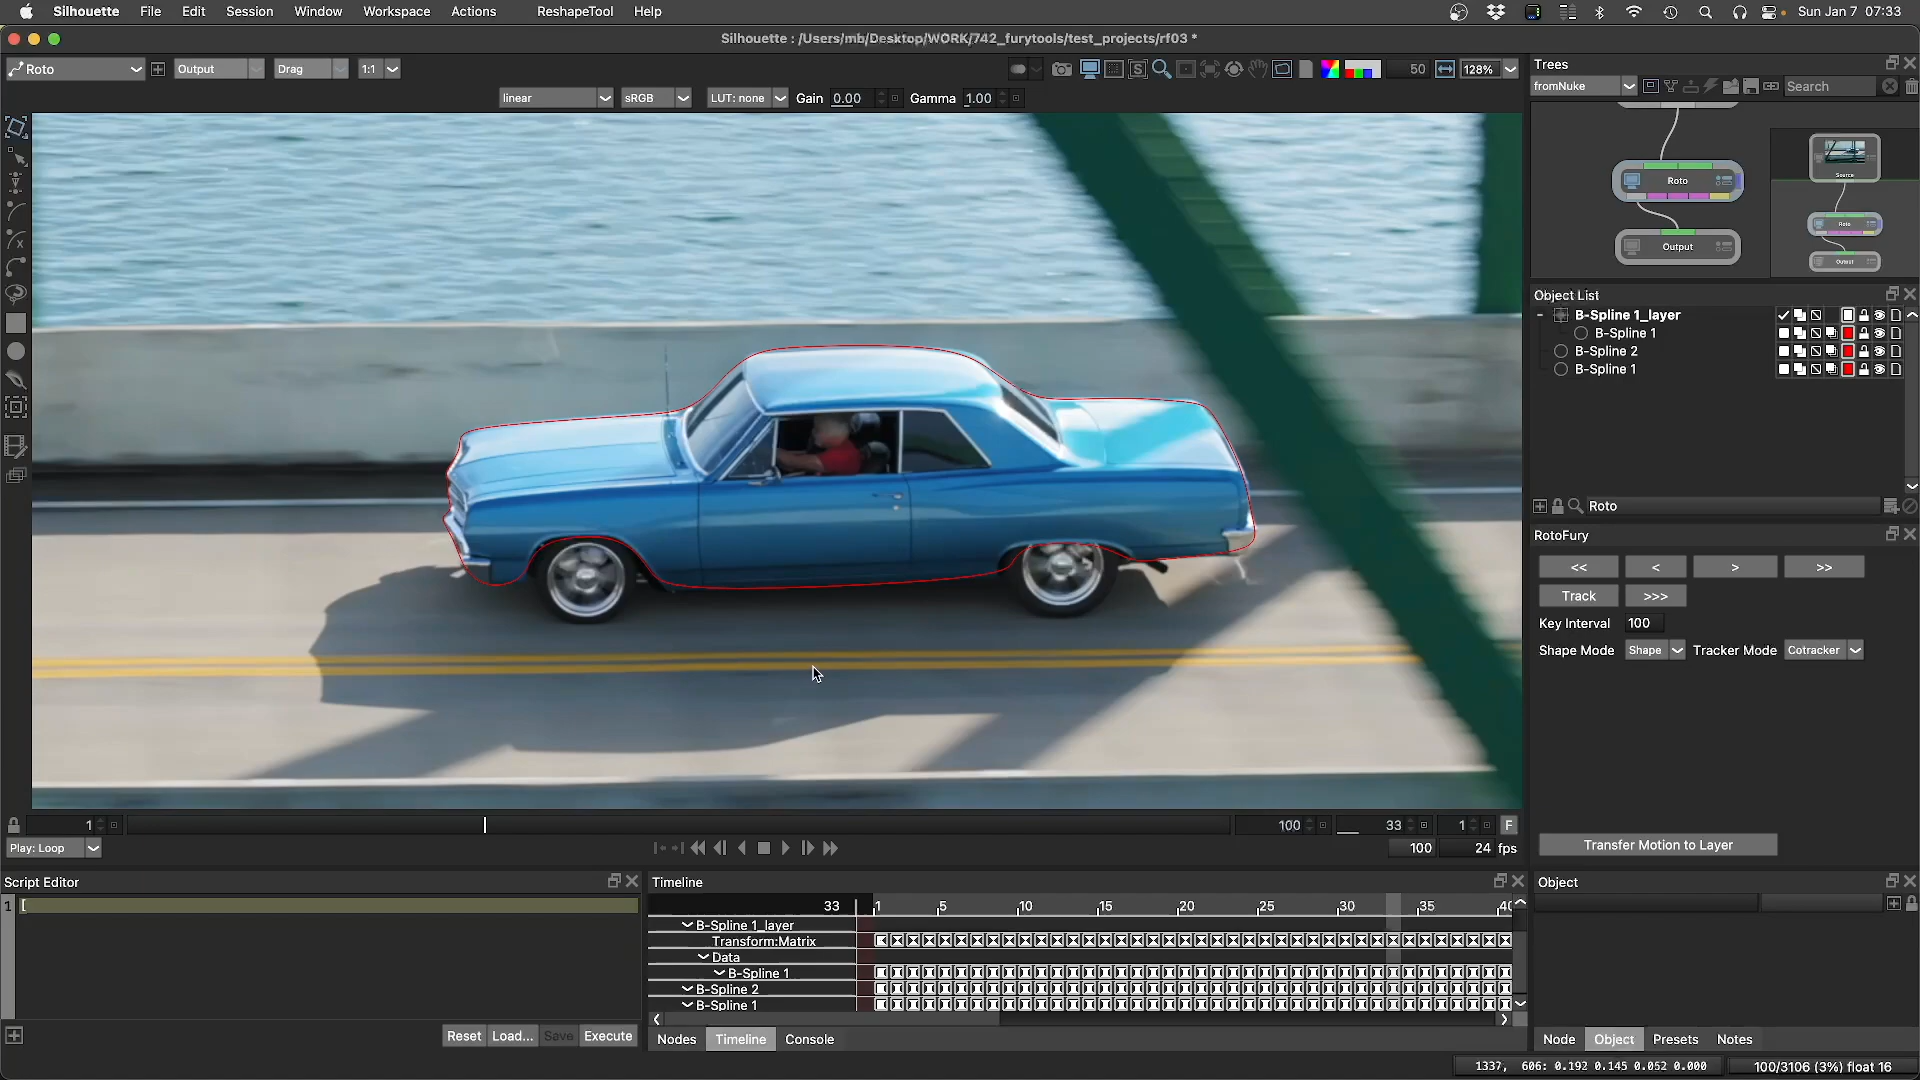 Silhouette File Edit Session Window Workspace Actions ReshapeTool Help Sun Jan 7 07:33
Silhouette : /Users/mb/Desktop/WORK/742_furytools/test_projects/rf03 *
Roto Output Drag 1:1 50 128%
linear sRGB LUT: none Gain 0.00 Gamma 1.00
Trees
fromNuke Search
Roto
Output
Source
Roto
Output
Object List
B-Spline 1_layer
B-Spline 1
B-Spline 2
B-Spline 1
Roto
RotoFury
<< < > >>
Track >>>
Key Interval 100
Shape Mode Shape Tracker Mode Cotracker
Transfer Motion to Layer
1 100 33 1 F
Play: Loop 100 24 fps
Script Editor
1 [
Reset Load... Save Execute
Timeline
33 1 5 10 15 20 25 30 35 40
B-Spline 1_layer
Transform:Matrix
Data
B-Spline 1
B-Spline 2
B-Spline 1
Nodes Timeline Console
Object
Node Object Presets Notes
1337, 606: 0.192 0.145 0.052 0.000 100/3106 (3%) float 16